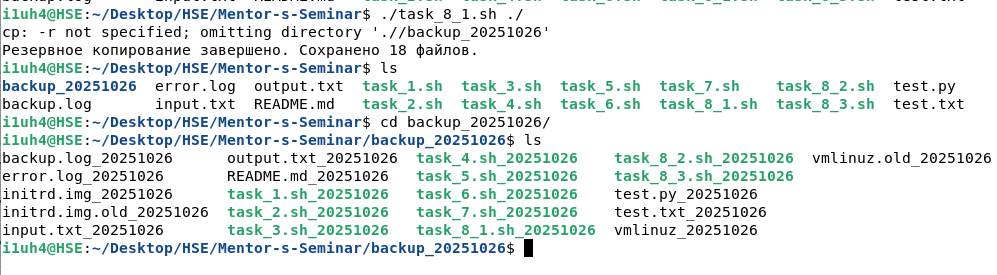 i1uh4@HSE:~/Desktop/HSE/Mentor-s-Seminar$ ./task_8_1.sh ./
cp: -r not specified; omitting directory './/backup_20251026'
Резервное копирование завершено. Сохранено 18 файлов.
i1uh4@HSE:~/Desktop/HSE/Mentor-s-Seminar$ ls
backup_20251026 error.log output.txt task_1.sh task_3.sh task_5.sh task_7.sh task_8_2.sh test.py
backup.log input.txt README.md task_2.sh task_4.sh task_6.sh task_8_1.sh task_8_3.sh test.txt
i1uh4@HSE:~/Desktop/HSE/Mentor-s-Seminar$ cd backup_20251026/
i1uh4@HSE:~/Desktop/HSE/Mentor-s-Seminar/backup_20251026$ ls
backup.log_20251026 output.txt_20251026 task_4.sh_20251026 task_8_2.sh_20251026 vmlinuz.old_20251026
error.log_20251026 README.md_20251026 task_5.sh_20251026 task_8_3.sh_20251026
initrd.img_20251026 task_1.sh_20251026 task_6.sh_20251026 test.py_20251026
initrd.img.old_20251026 task_2.sh_20251026 task_7.sh_20251026 test.txt_20251026
input.txt_20251026 task_3.sh_20251026 task_8_1.sh_20251026 vmlinuz_20251026
i1uh4@HSE:~/Desktop/HSE/Mentor-s-Seminar/backup_20251026$